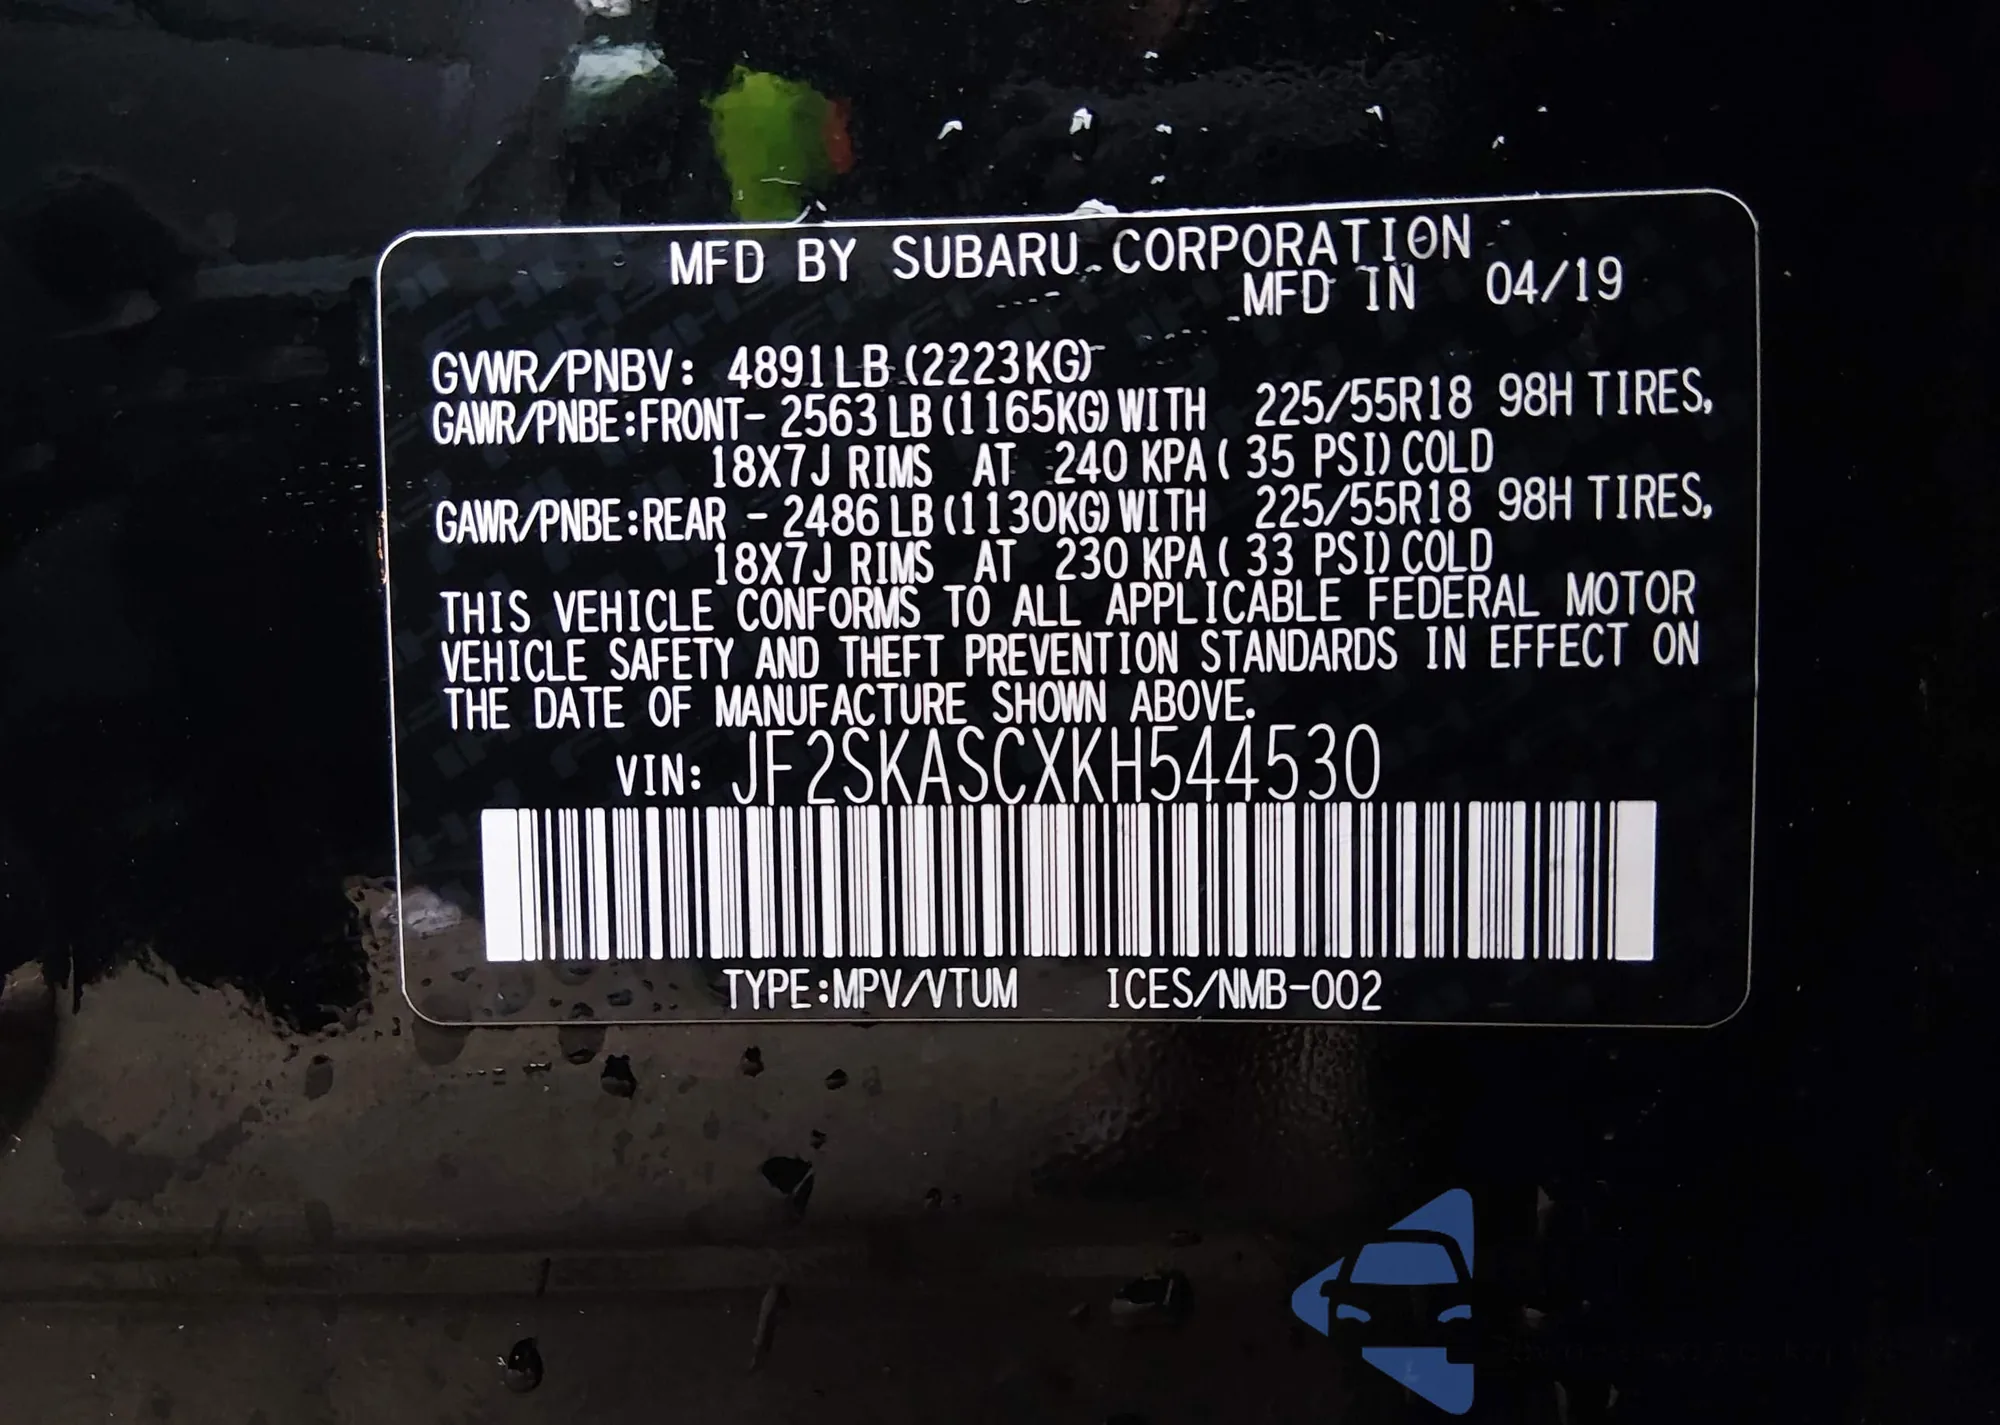 MFD BY SUBARU CORPORATION
MFD IN 04/19
GVWR/PNBV: 4891LB (2223KG)
GAWR/PNBE:FRONT- 2563 LB (1165KG) WITH 225/55R18 98H TIRES,
18X7J RIMS AT 240 KPA ( 35 PSI) COLD
GAWR/PNBE:REAR - 2486 LB (1130KG) WITH 225/55R18 98H TIRES,
18X7J RIMS AT 230 KPA ( 33 PSI) COLD
THIS VEHICLE CONFORMS TO ALL APPLICABLE FEDERAL MOTOR
VEHICLE SAFETY AND THEFT PREVENTION STANDARDS IN EFFECT ON
THE DATE OF MANUFACTURE SHOWN ABOVE.
VIN: JF2SKASCXKH544530
TYPE:MPV/VTUM ICES/NMB-002